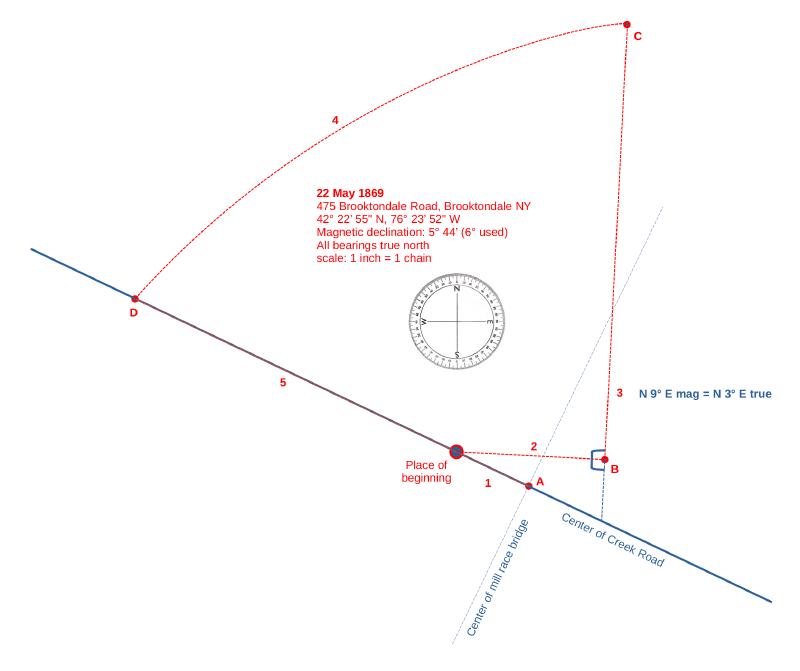 C
4
22 May 1869
475 Brooktondale Road, Brooktondale NY
42° 22' 55" N, 76° 23' 52" W
Magnetic declination: 5° 44' (6° used)
All bearings true north
scale: 1 inch = 1 chain
N
W
E
S
D
5
3
N 9° E mag = N 3° E true
2
Place of
beginning
B
1
A
Center of Creek Road
Center of mill race bridge